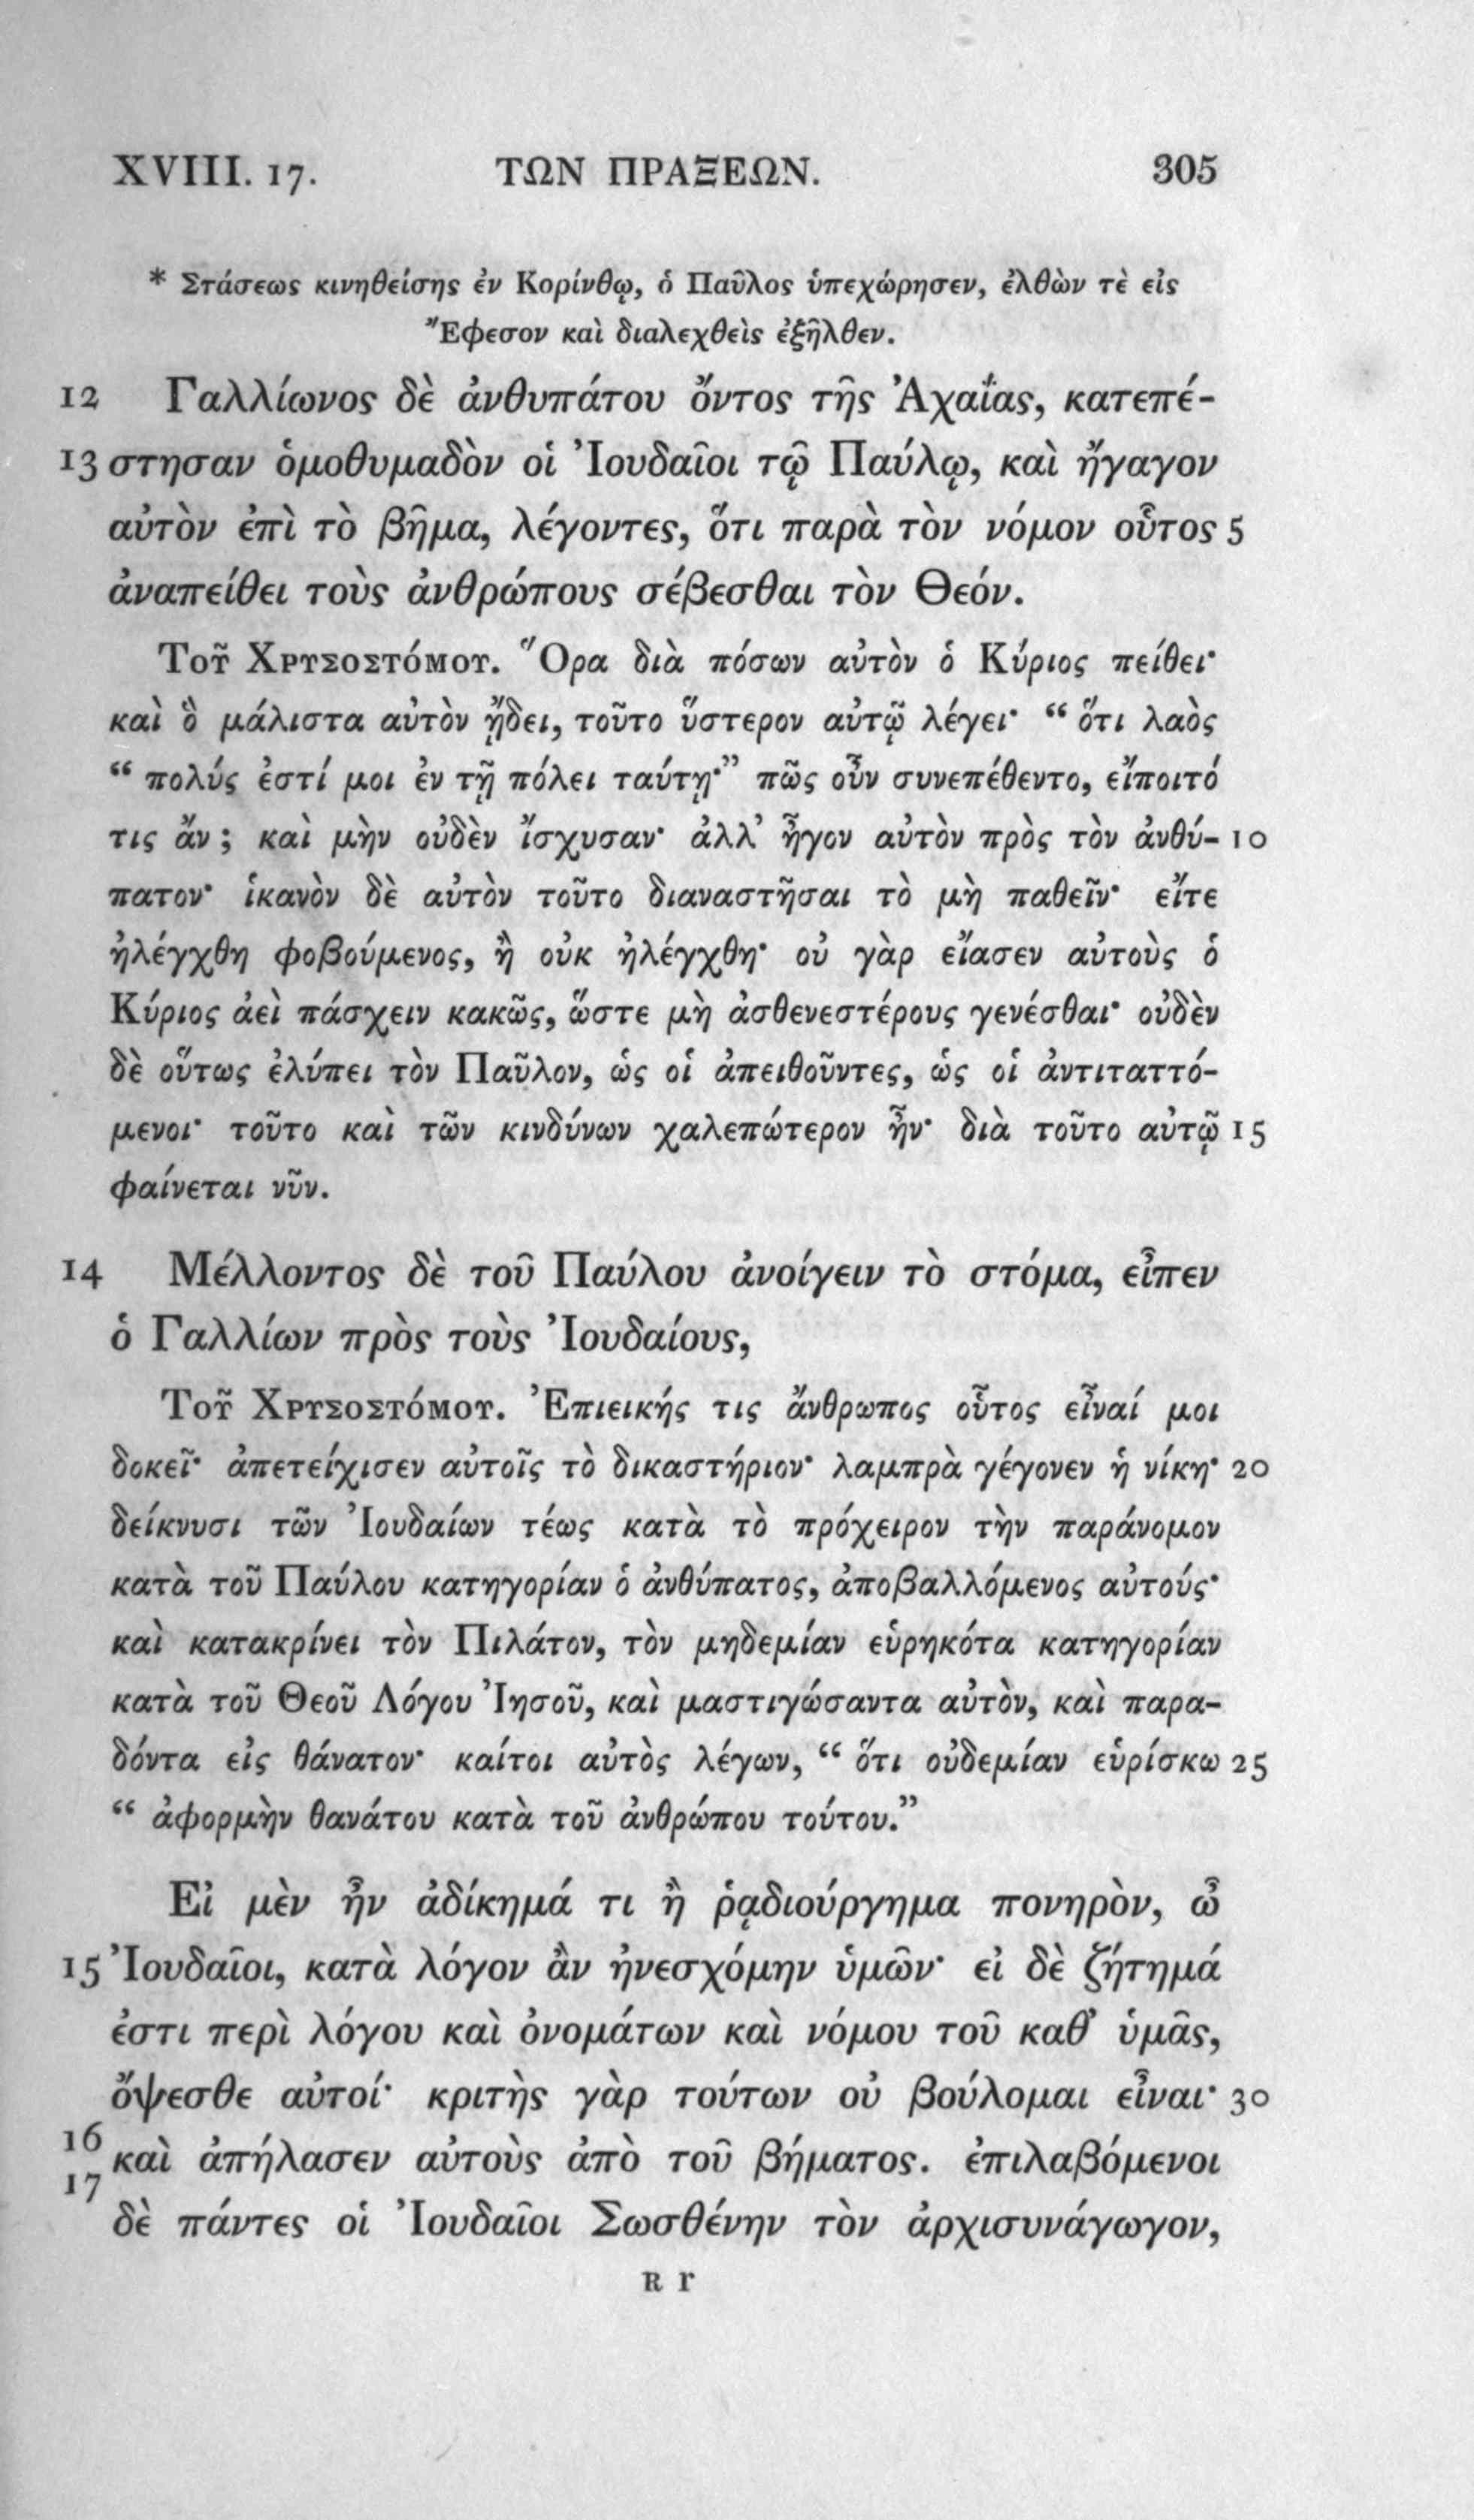 XVIII. 17. ΤΩΝ ΠΡΑΞΕΩΝ. 305
* Στάσεως κινηθείσης ἐν Κορίνθῳ, ὁ Παῦλος ὑπεχώρησεν, ἐλθὼν τὲ εἰς
Ἔφεσον καὶ διαλεχθεὶς ἐξῆλθεν.
12 Γαλλίωνος δὲ ἀνθυπάτου ὄντος τῆς Ἀχαΐας, κατεπέ-
13 στησαν ὁμοθυμαδὸν οἱ Ἰουδαῖοι τῷ Παύλῳ, καὶ ἤγαγον
αὐτὸν ἐπὶ τὸ βῆμα, λέγοντες, ὅτι παρὰ τὸν νόμον οὗτος 5
ἀναπείθει τοὺς ἀνθρώπους σέβεσθαι τὸν Θεόν.
Τοῦ Χρυσοστόμου. Ὅρα διὰ πόσων αὐτὸν ὁ Κύριος πείθει·
καὶ ὃ μάλιστα αὐτὸν ᾔδει, τοῦτο ὕστερον αὐτῷ λέγει· “ ὅτι λαὸς
“ πολύς ἐστί μοι ἐν τῇ πόλει ταύτῃ·” πῶς οὖν συνεπέθεντο, εἴποιτό
τις ἄν ; καὶ μὴν οὐδὲν ἴσχυσαν· ἀλλ’ ἦγον αὐτὸν πρὸς τὸν ἀνθύ- 10
πατον· ἱκανὸν δὲ αὐτὸν τοῦτο διαναστῆσαι τὸ μὴ παθεῖν· εἴτε
ἠλέγχθη φοβούμενος, ἢ οὐκ ἠλέγχθη· οὐ γὰρ εἴασεν αὐτοὺς ὁ
Κύριος ἀεὶ πάσχειν κακῶς, ὥστε μὴ ἀσθενεστέρους γενέσθαι· οὐδὲν
δὲ οὕτως ἐλύπει τὸν Παῦλον, ὡς οἱ ἀπειθοῦντες, ὡς οἱ ἀντιταττό-
μενοι· τοῦτο καὶ τῶν κινδύνων χαλεπώτερον ἦν· διὰ τοῦτο αὐτῷ 15
φαίνεται νῦν.
14 Μέλλοντος δὲ τοῦ Παύλου ἀνοίγειν τὸ στόμα, εἶπεν
ὁ Γαλλίων πρὸς τοὺς Ἰουδαίους,
Τοῦ Χρυσοστόμου. Ἐπιεικής τις ἄνθρωπος οὗτος εἶναί μοι
δοκεῖ· ἀπετείχισεν αὐτοῖς τὸ δικαστήριον· λαμπρὰ γέγονεν ἡ νίκη· 20
δείκνυσι τῶν Ἰουδαίων τέως κατὰ τὸ πρόχειρον τὴν παράνομον
κατὰ τοῦ Παύλου κατηγορίαν ὁ ἀνθύπατος, ἀποβαλλόμενος αὐτούς·
καὶ κατακρίνει τὸν Πιλάτον, τὸν μηδεμίαν εὑρηκότα κατηγορίαν
κατὰ τοῦ Θεοῦ Λόγου Ἰησοῦ, καὶ μαστιγώσαντα αὐτὸν, καὶ παρα-
δόντα εἰς θάνατον· καίτοι αὐτὸς λέγων, “ ὅτι οὐδεμίαν εὑρίσκω 25
“ ἀφορμὴν θανάτου κατὰ τοῦ ἀνθρώπου τούτου.”
Εἰ μὲν ἦν ἀδίκημά τι ἢ ῥᾳδιούργημα πονηρὸν, ὦ
15 Ἰουδαῖοι, κατὰ λόγον ἂν ἠνεσχόμην ὑμῶν· εἰ δὲ ζήτημά
ἐστι περὶ λόγου καὶ ὀνομάτων καὶ νόμου τοῦ καθ’ ὑμᾶς,
ὄψεσθε αὐτοί· κριτὴς γὰρ τούτων οὐ βούλομαι εἶναι· 30
16 καὶ ἀπήλασεν αὐτοὺς ἀπὸ τοῦ βήματος. ἐπιλαβόμενοι
17 δὲ πάντες οἱ Ἰουδαῖοι Σωσθένην τὸν ἀρχισυνάγωγον,
R r